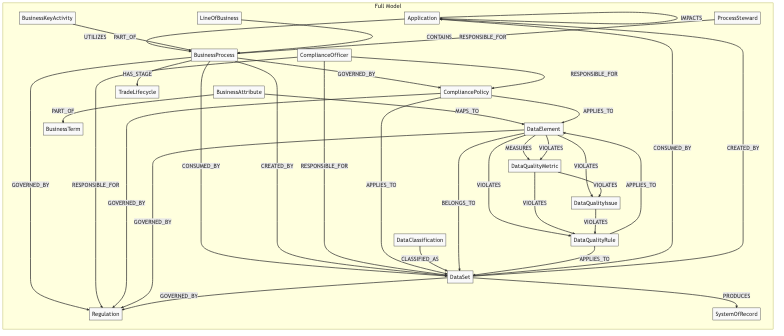 Full Model
BusinessKeyActivity
LineOfBusiness
Application
ProcessSteward
IMPACTS
UTILIZES
PART_OF
CONTAINS
RESPONSIBLE_FOR
BusinessProcess
ComplianceOfficer
HAS_STAGE
GOVERNED_BY
RESPONSIBLE_FOR
TradeLifecycle
BusinessAttribute
CompliancePolicy
PART_OF
MAPS_TO
APPLIES_TO
BusinessTerm
DataElement
MEASURES
VIOLATES
CONSUMED_BY
CREATED_BY
CONSUMED_BY
CREATED_BY
RESPONSIBLE_FOR
VIOLATES
DataQualityMetric
GOVERNED_BY
RESPONSIBLE_FOR
APPLIES_TO
VIOLATES
VIOLATES
APPLIES_TO
GOVERNED_BY
BELONGS_TO
DataQualityIssue
GOVERNED_BY
VIOLATES
VIOLATES
DataClassification
DataQualityRule
CLASSIFIED_AS
APPLIES_TO
DataSet
GOVERNED_BY
PRODUCES
Regulation
SystemOfRecord